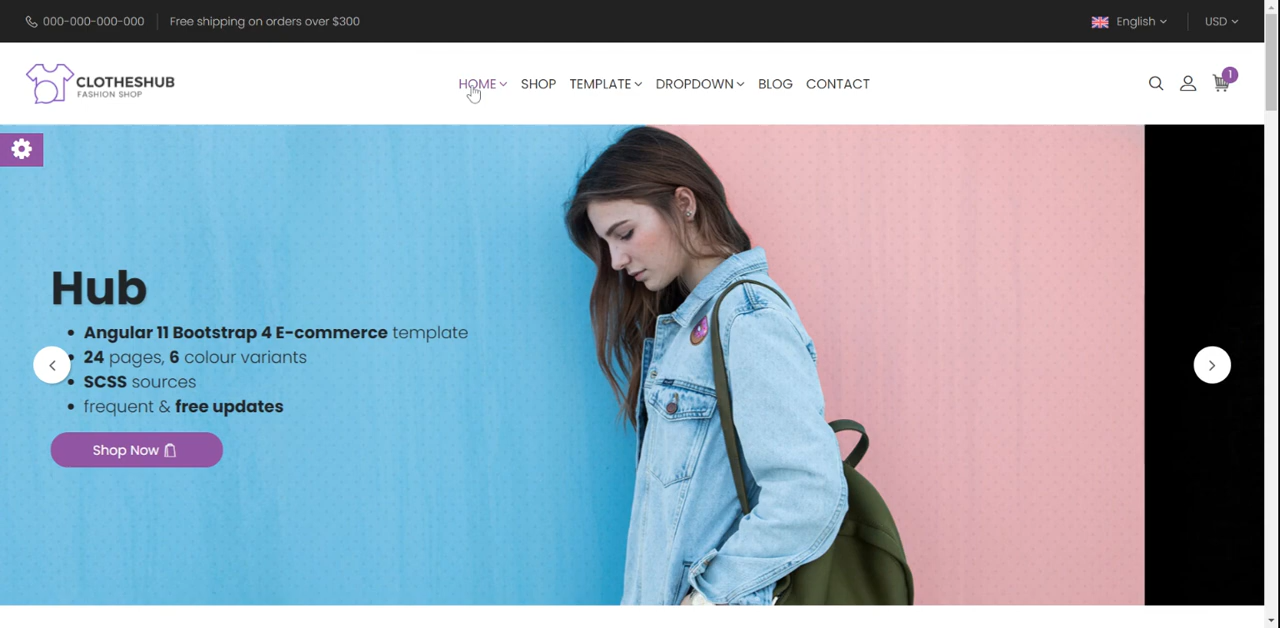 000-000-000-000
Free shipping on orders over $300
English
USD
CLOTHESHUB
FASHION SHOP
HOME
SHOP
TEMPLATE
DROPDOWN
BLOG
CONTACT
1
Hub
Angular 11 Bootstrap 4 E-commerce template
24 pages, 6 colour variants
SCSS sources
frequent & free updates
Shop Now